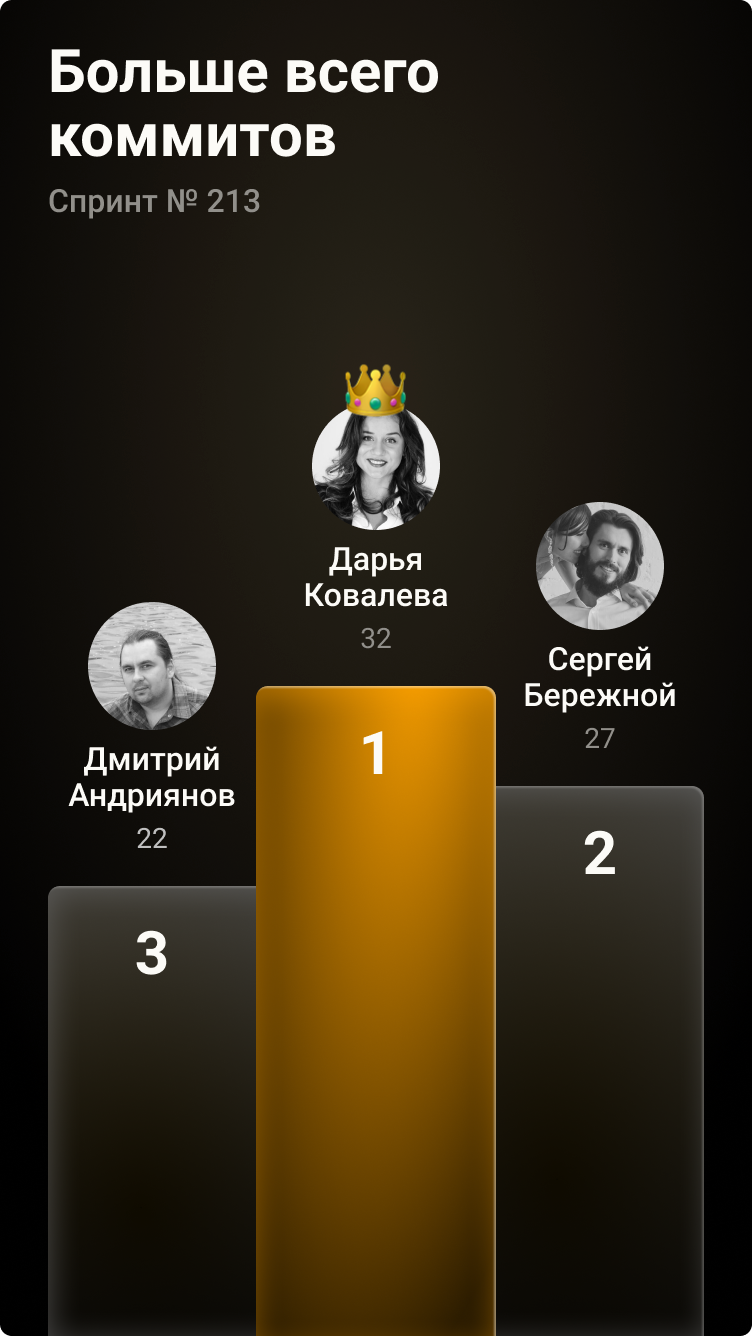 Больше всего
коммитов
Спринт № 213
Дарья
Ковалева
32
Сергей
Бережной
27
Дмитрий
Андриянов
22
1
2
3